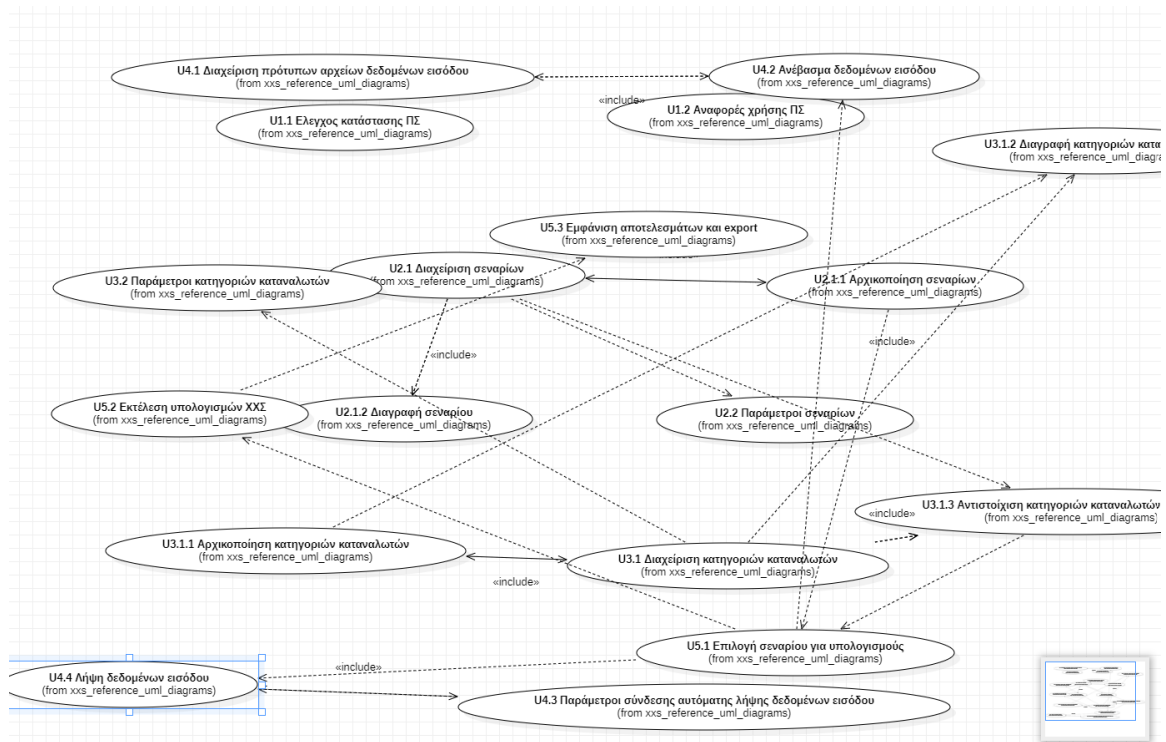 U4.1 Διαχείριση πρότυπων αρχείων δεδομένων εισόδου
(from xxs_reference_uml_diagrams)
U4.2 Ανέβασμα δεδομένων εισόδου
(from xxs_reference_uml_diagrams)
«include»
U1.1 Ελεγχος κατάστασης ΠΣ
(from xxs_reference_uml_diagrams)
U1.2 Αναφορές χρήσης ΠΣ
(from xxs_reference_uml_diagrams)
U3.1.2 Διαγραφή κατηγοριών κατα
(from xxs_reference_uml_diagra
U5.3 Εμφάνιση αποτελεσμάτων και export
(from xxs_reference_uml_diagrams)
U2.1 Διαχείριση σεναρίων
(from xxs_reference_uml_diagrams)
U3.2 Παράμετροι κατηγοριών καταναλωτών
(from xxs_reference_uml_diagrams)
U2.1.1 Αρχικοποίηση σεναρίων
(from xxs_reference_uml_diagrams)
«include»
«include»
U5.2 Εκτέλεση υπολογισμών ΧΧΣ
(from xxs_reference_uml_diagrams)
U2.1.2 Διαγραφή σεναρίου
(from xxs_reference_uml_diagrams)
U2.2 Παράμετροι σεναρίων
(from xxs_reference_uml_diagrams)
U3.1.3 Αντιστοίχιση κατηγοριών καταναλωτών
(from xxs_reference_uml_diagrams)
«include»
U3.1.1 Αρχικοποίηση κατηγοριών καταναλωτών
(from xxs_reference_uml_diagrams)
U3.1 Διαχείριση κατηγοριών καταναλωτών
(from xxs_reference_uml_diagrams)
«include»
U5.1 Επιλογή σεναρίου για υπολογισμούς
(from xxs_reference_uml_diagrams)
«include»
U4.4 Λήψη δεδομένων εισόδου
(from xxs_reference_uml_diagrams)
U4.3 Παράμετροι σύνδεσης αυτόματης λήψης δεδομένων εισόδου
(from xxs_reference_uml_diagrams)